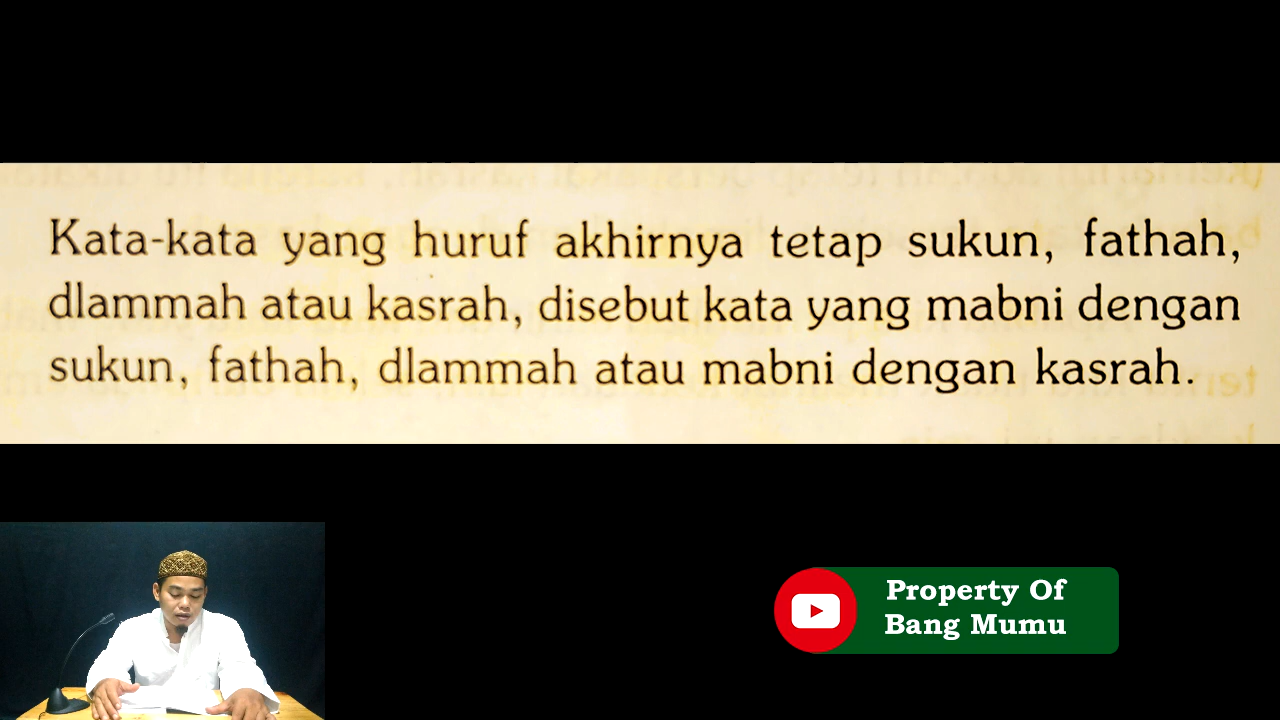 Kata-kata yang huruf akhirnya tetap sukun, fathah,
dlammah atau kasrah, disebut kata yang mabni dengan
sukun, fathah, dlammah atau mabni dengan kasrah.
Property Of
Bang Mumu